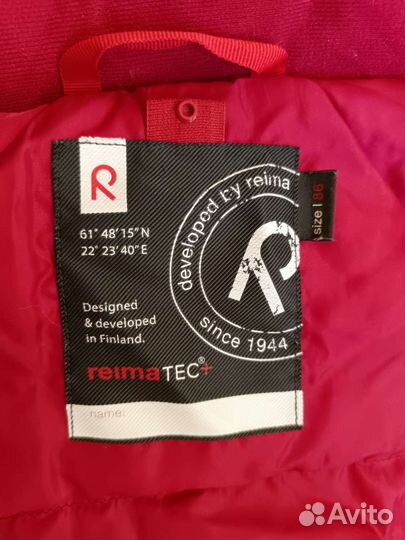 R
61° 48' 15" N
22° 23' 40" E
Designed
& developed
in Finland.
reimaTEC®+
name:
developed by reima
since 1944
size | 86
Avito